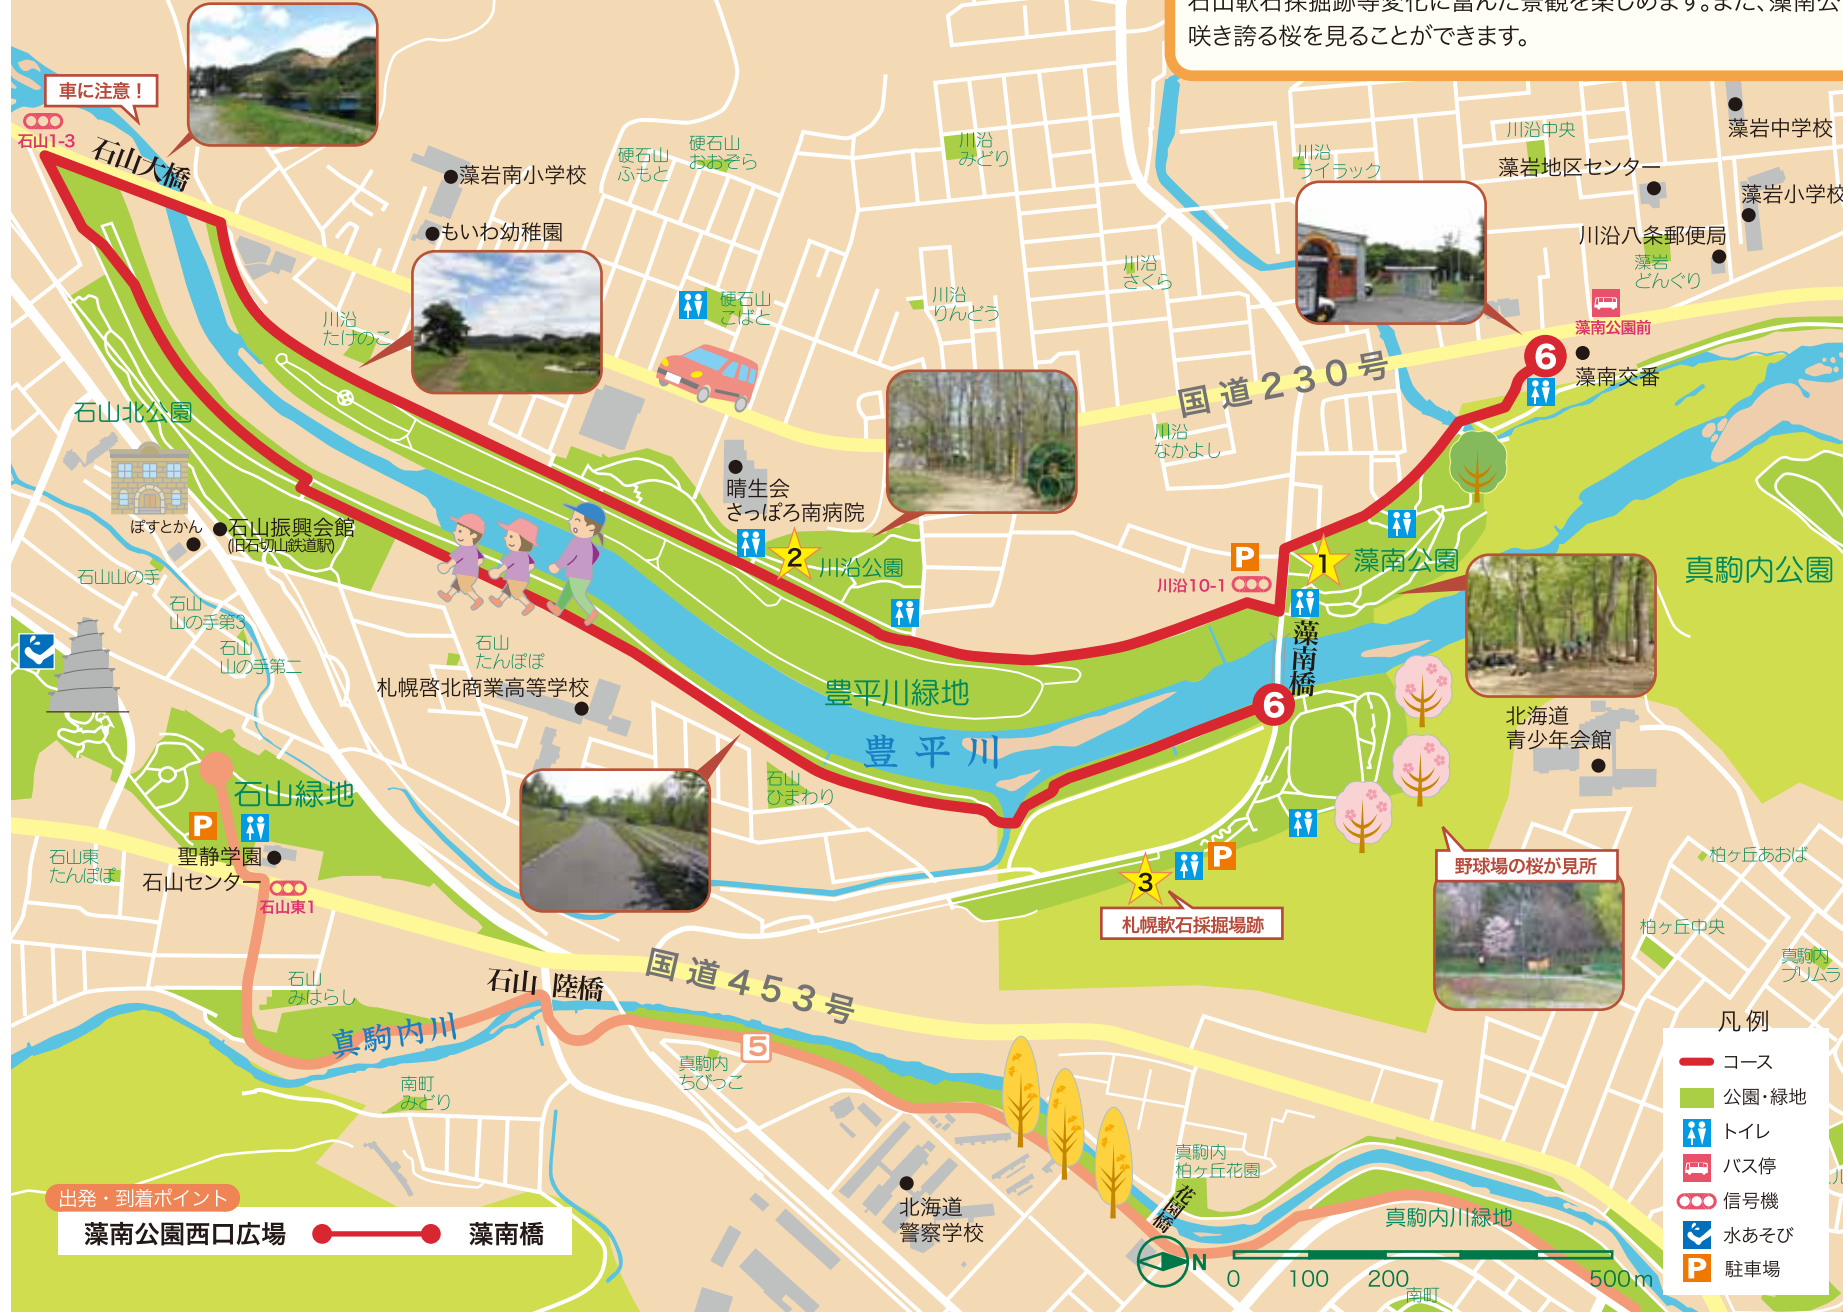 石山軟石採掘跡等変化に富んだ景観を楽しめます。また、藻南公
咲き誇る桜を見ることができます。
車に注意！
石山1-3
石山大橋
藻岩南小学校
もいわ幼稚園
硬石山
ふもと
硬石山
おおぞら
川沿
みどり
川沿
ライラック
川沿中央
藻岩中学校
藻岩地区センター
藻岩小学校
川沿八条郵便局
藻岩
どんぐり
川沿
さくら
川沿
りんどう
硬石山
こばと
川沿
たけのこ
藻南公園前
6
藻南交番
国道230号
川沿
なかよし
石山北公園
ぽすとかん
石山振興会館
(旧石切山鉄道駅)
晴生会
さっぽろ南病院
2
川沿公園
P
川沿10-1
1
藻南公園
真駒内公園
石山山の手
石山
山の手第3
石山
山の手第二
石山
たんぽぽ
札幌啓北商業高等学校
藻南橋
豊平川緑地
豊平川
6
北海道
青少年会館
石山
ひまわり
石山緑地
P
聖静学園
石山センター
石山東1
石山東
たんぽぽ
P
3
札幌軟石採掘場跡
野球場の桜が見所
柏ヶ丘あおば
柏ヶ丘中央
真駒内
プリムラ
石山陸橋
国道453号
石山
みはらし
真駒内川
5
真駒内
ちびっこ
南町
みどり
北海道
警察学校
真駒内
柏ヶ丘花園
花園橋
真駒内川緑地
出発・到着ポイント
藻南公園西口広場
藻南橋
N
0
100
200
500m
南町
凡例
コース
公園・緑地
トイレ
バス停
信号機
水あそび
P
駐車場